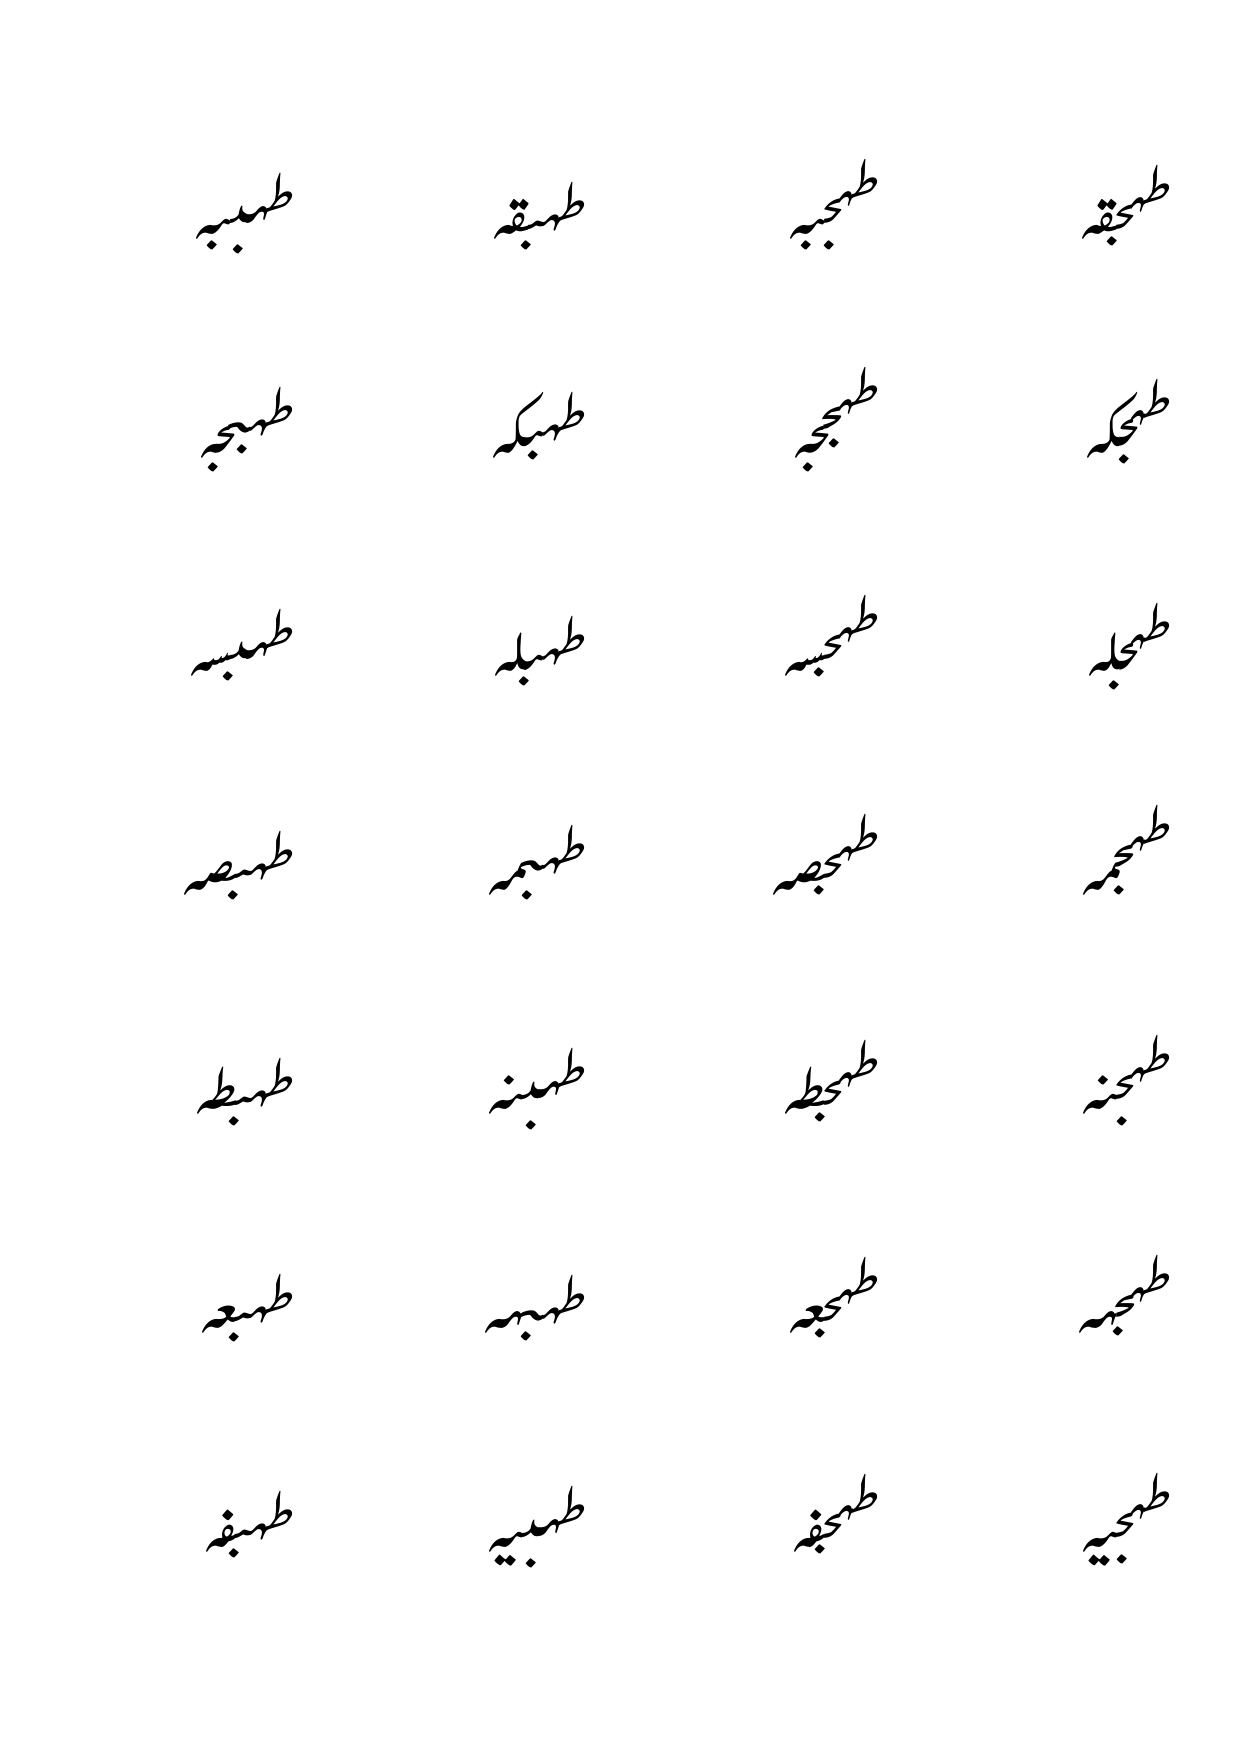 طهجقه طهجبه طهبقه طهببه
طهجكه طهججه طهبكه طهبجه
طهجله طهجسه طهبله طهبسه
طهجمه طهجصه طهبمه طهبصه
طهجنه طهجطه طهبنه طهبطه
طهجهه طهجعه طهبهه طهبعه
طهجيه طهجفه طهبيه طهبفه